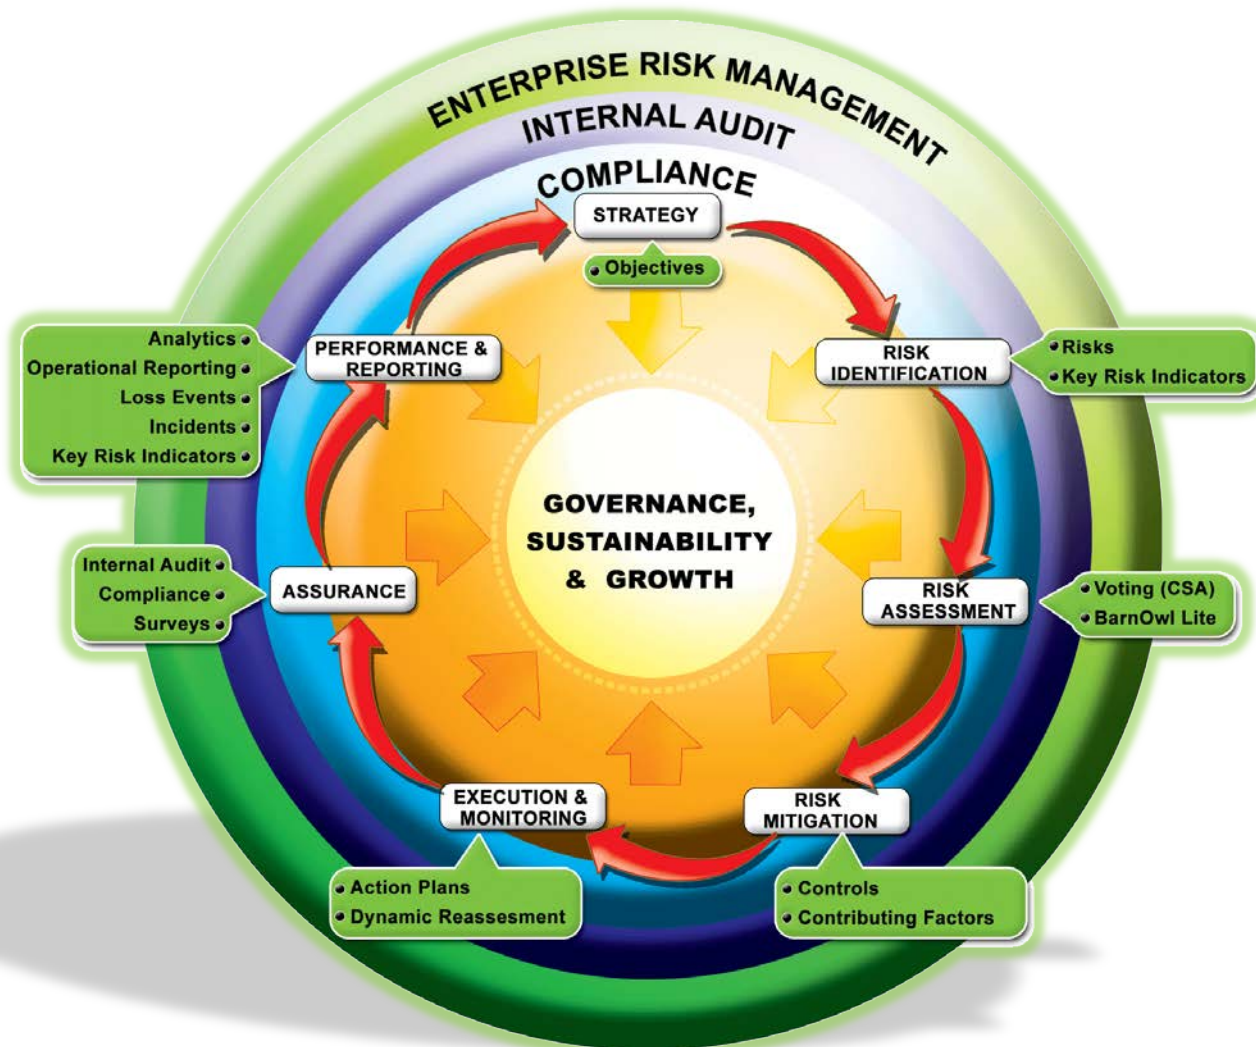 ENTERPRISE RISK MANAGEMENT
INTERNAL AUDIT
COMPLIANCE
STRATEGY
Objectives
RISK
IDENTIFICATION
Risks
Key Risk Indicators
RISK
ASSESSMENT
Voting (CSA)
BarnOwl Lite
RISK
MITIGATION
Controls
Contributing Factors
EXECUTION &
MONITORING
Action Plans
Dynamic Reassesment
ASSURANCE
Internal Audit
Compliance
Surveys
PERFORMANCE &
REPORTING
Analytics
Operational Reporting
Loss Events
Incidents
Key Risk Indicators
GOVERNANCE,
SUSTAINABILITY
& GROWTH